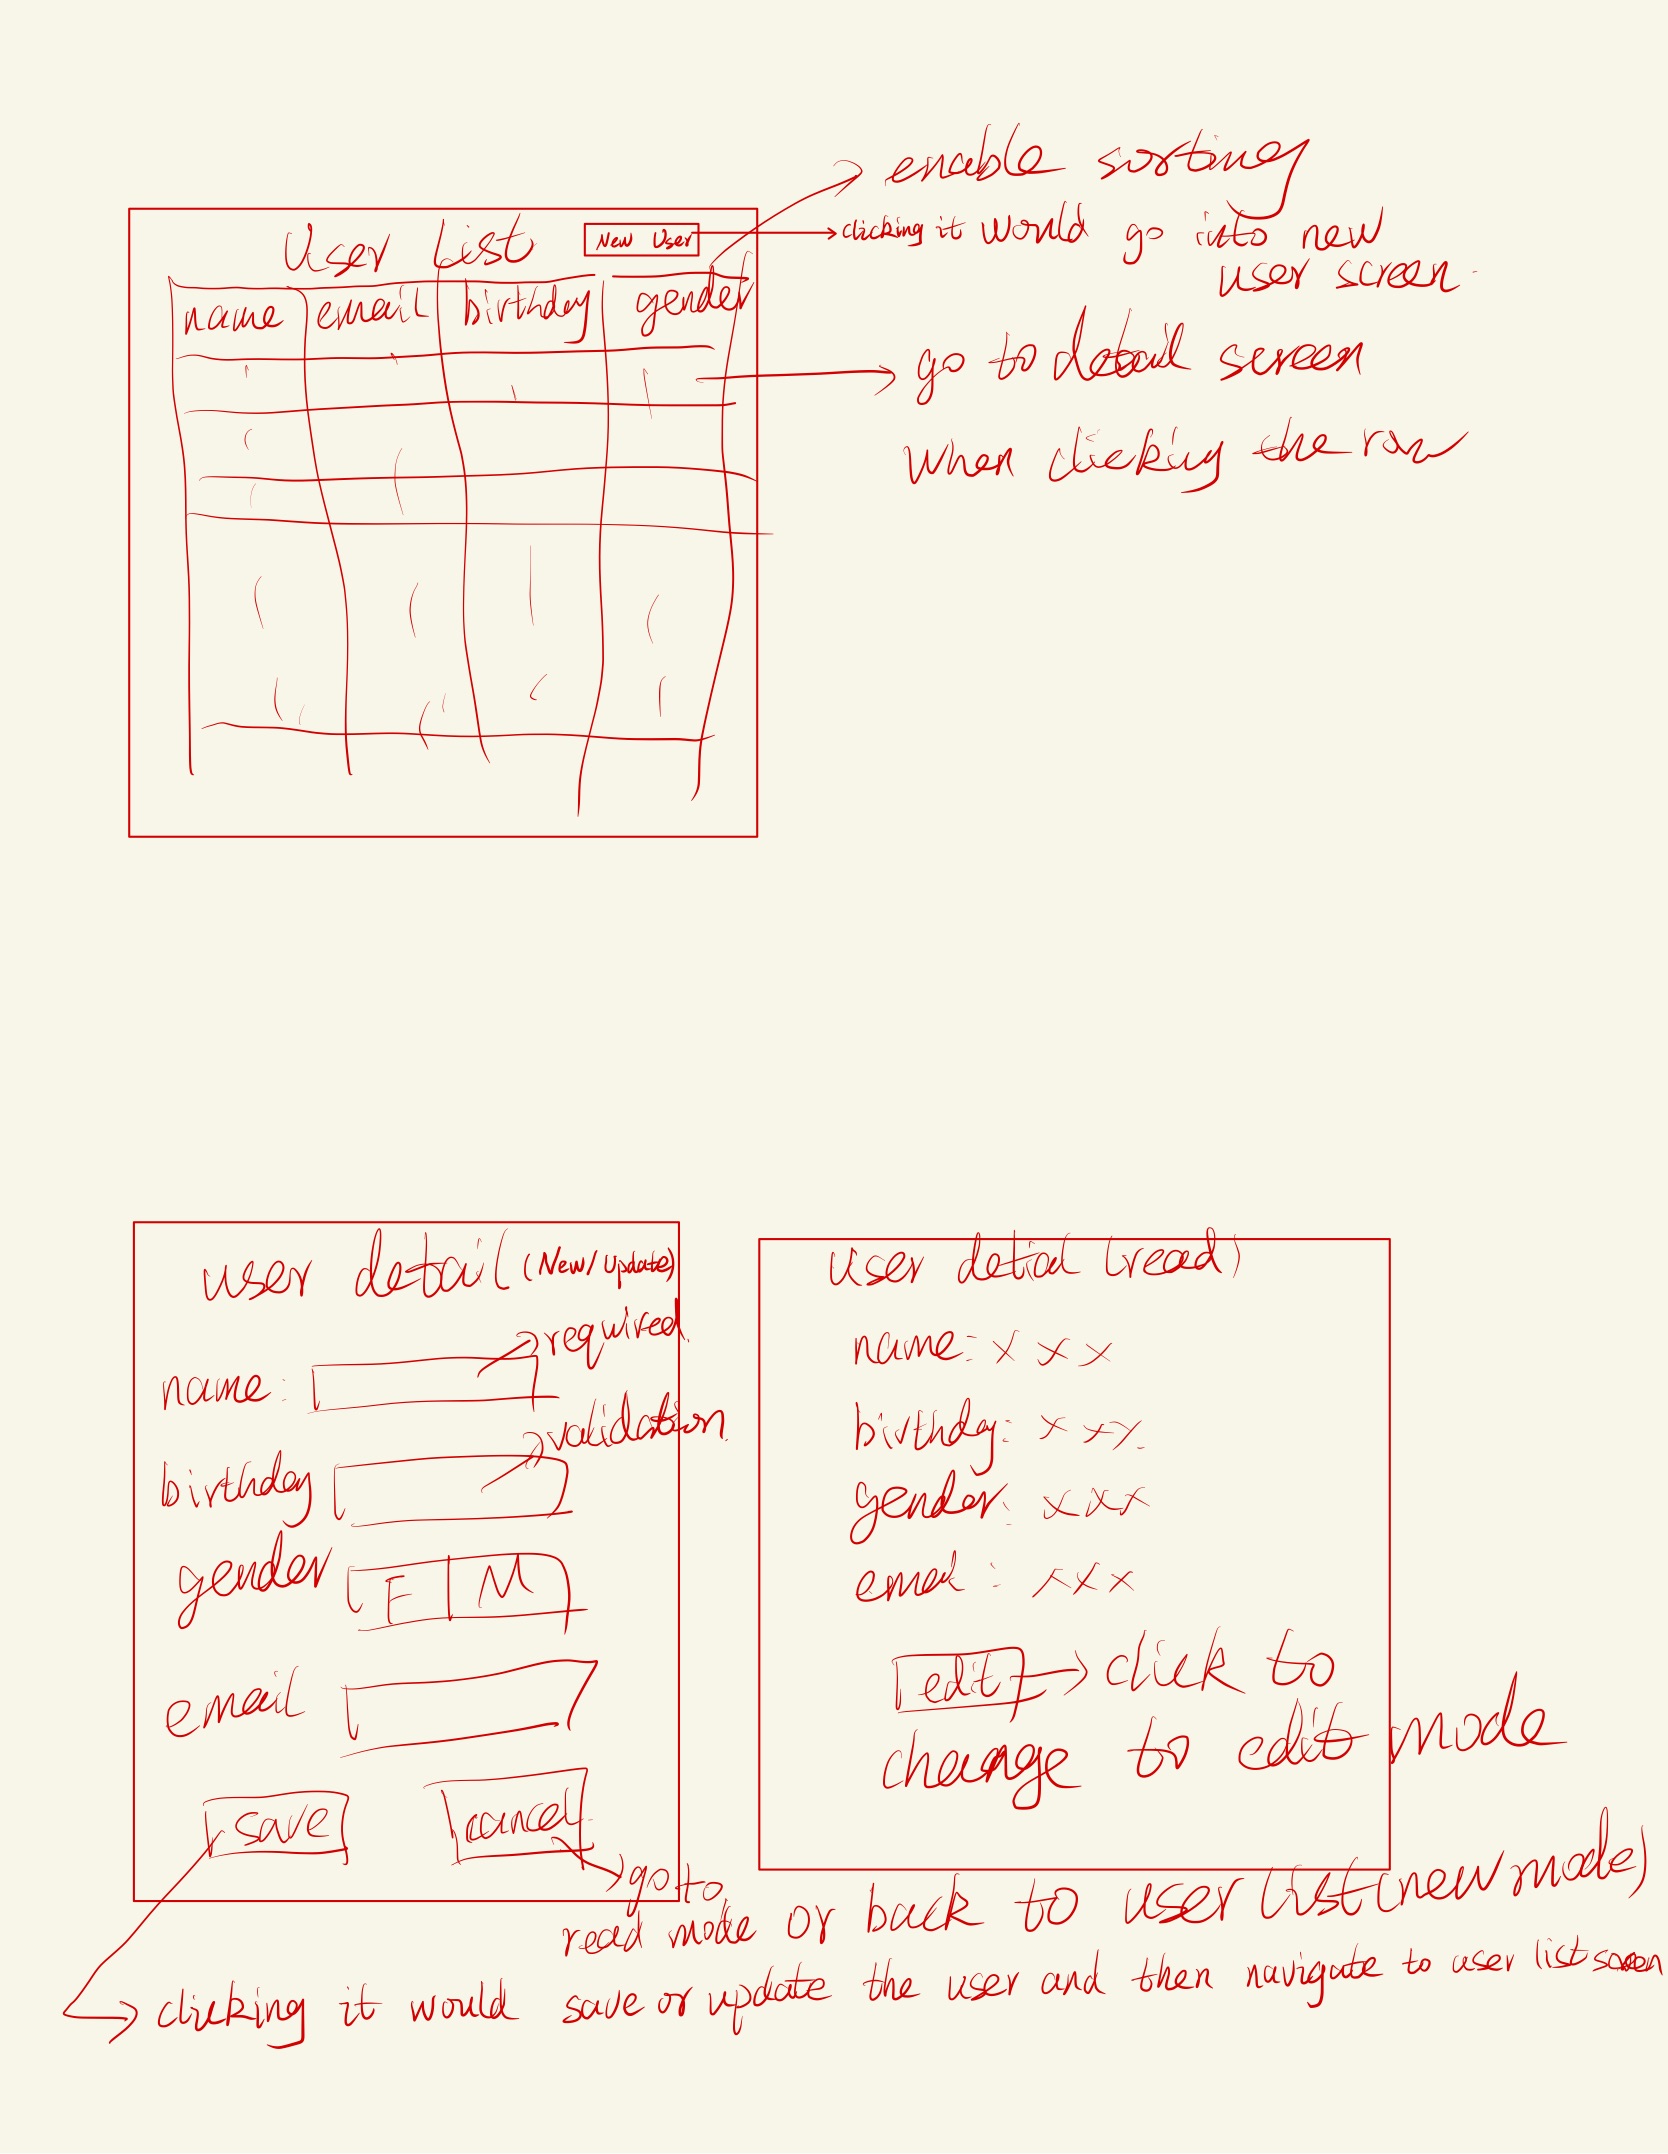 enable sorting
User List
New User
clicking it would go into new
user screen.
name email birthday gender
go to detail screen
when clicking the row
user detail (New/Update)
required.
name:
validation.
birthday
gender F M
email
save cancel
User detial (read)
name: x x x
birthday: x x x.
gender: x x x
email: x x x
edit click to
change to edit mode
go to
read mode or back to user list (new mode)
clicking it would save or update the user and then navigate to user list screen